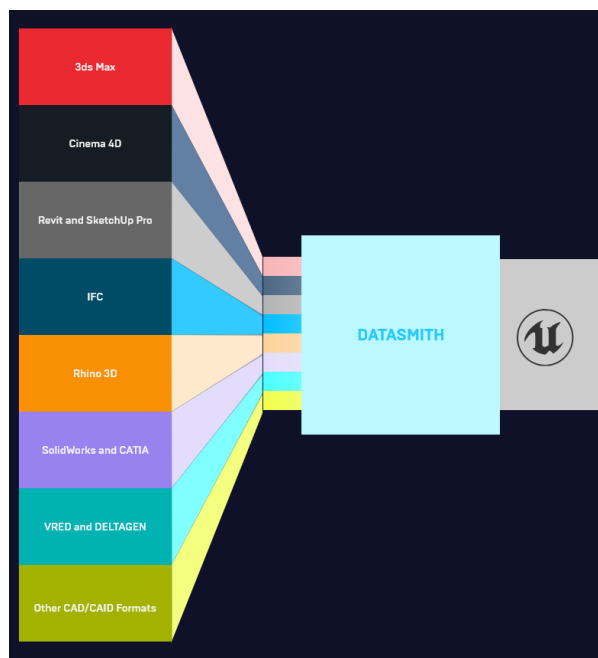 3ds Max
Cinema 4D
Revit and SketchUp Pro
IFC
Rhino 3D
SolidWorks and CATIA
VRED and DELTAGEN
Other CAD/CAID Formats
DATASMITH